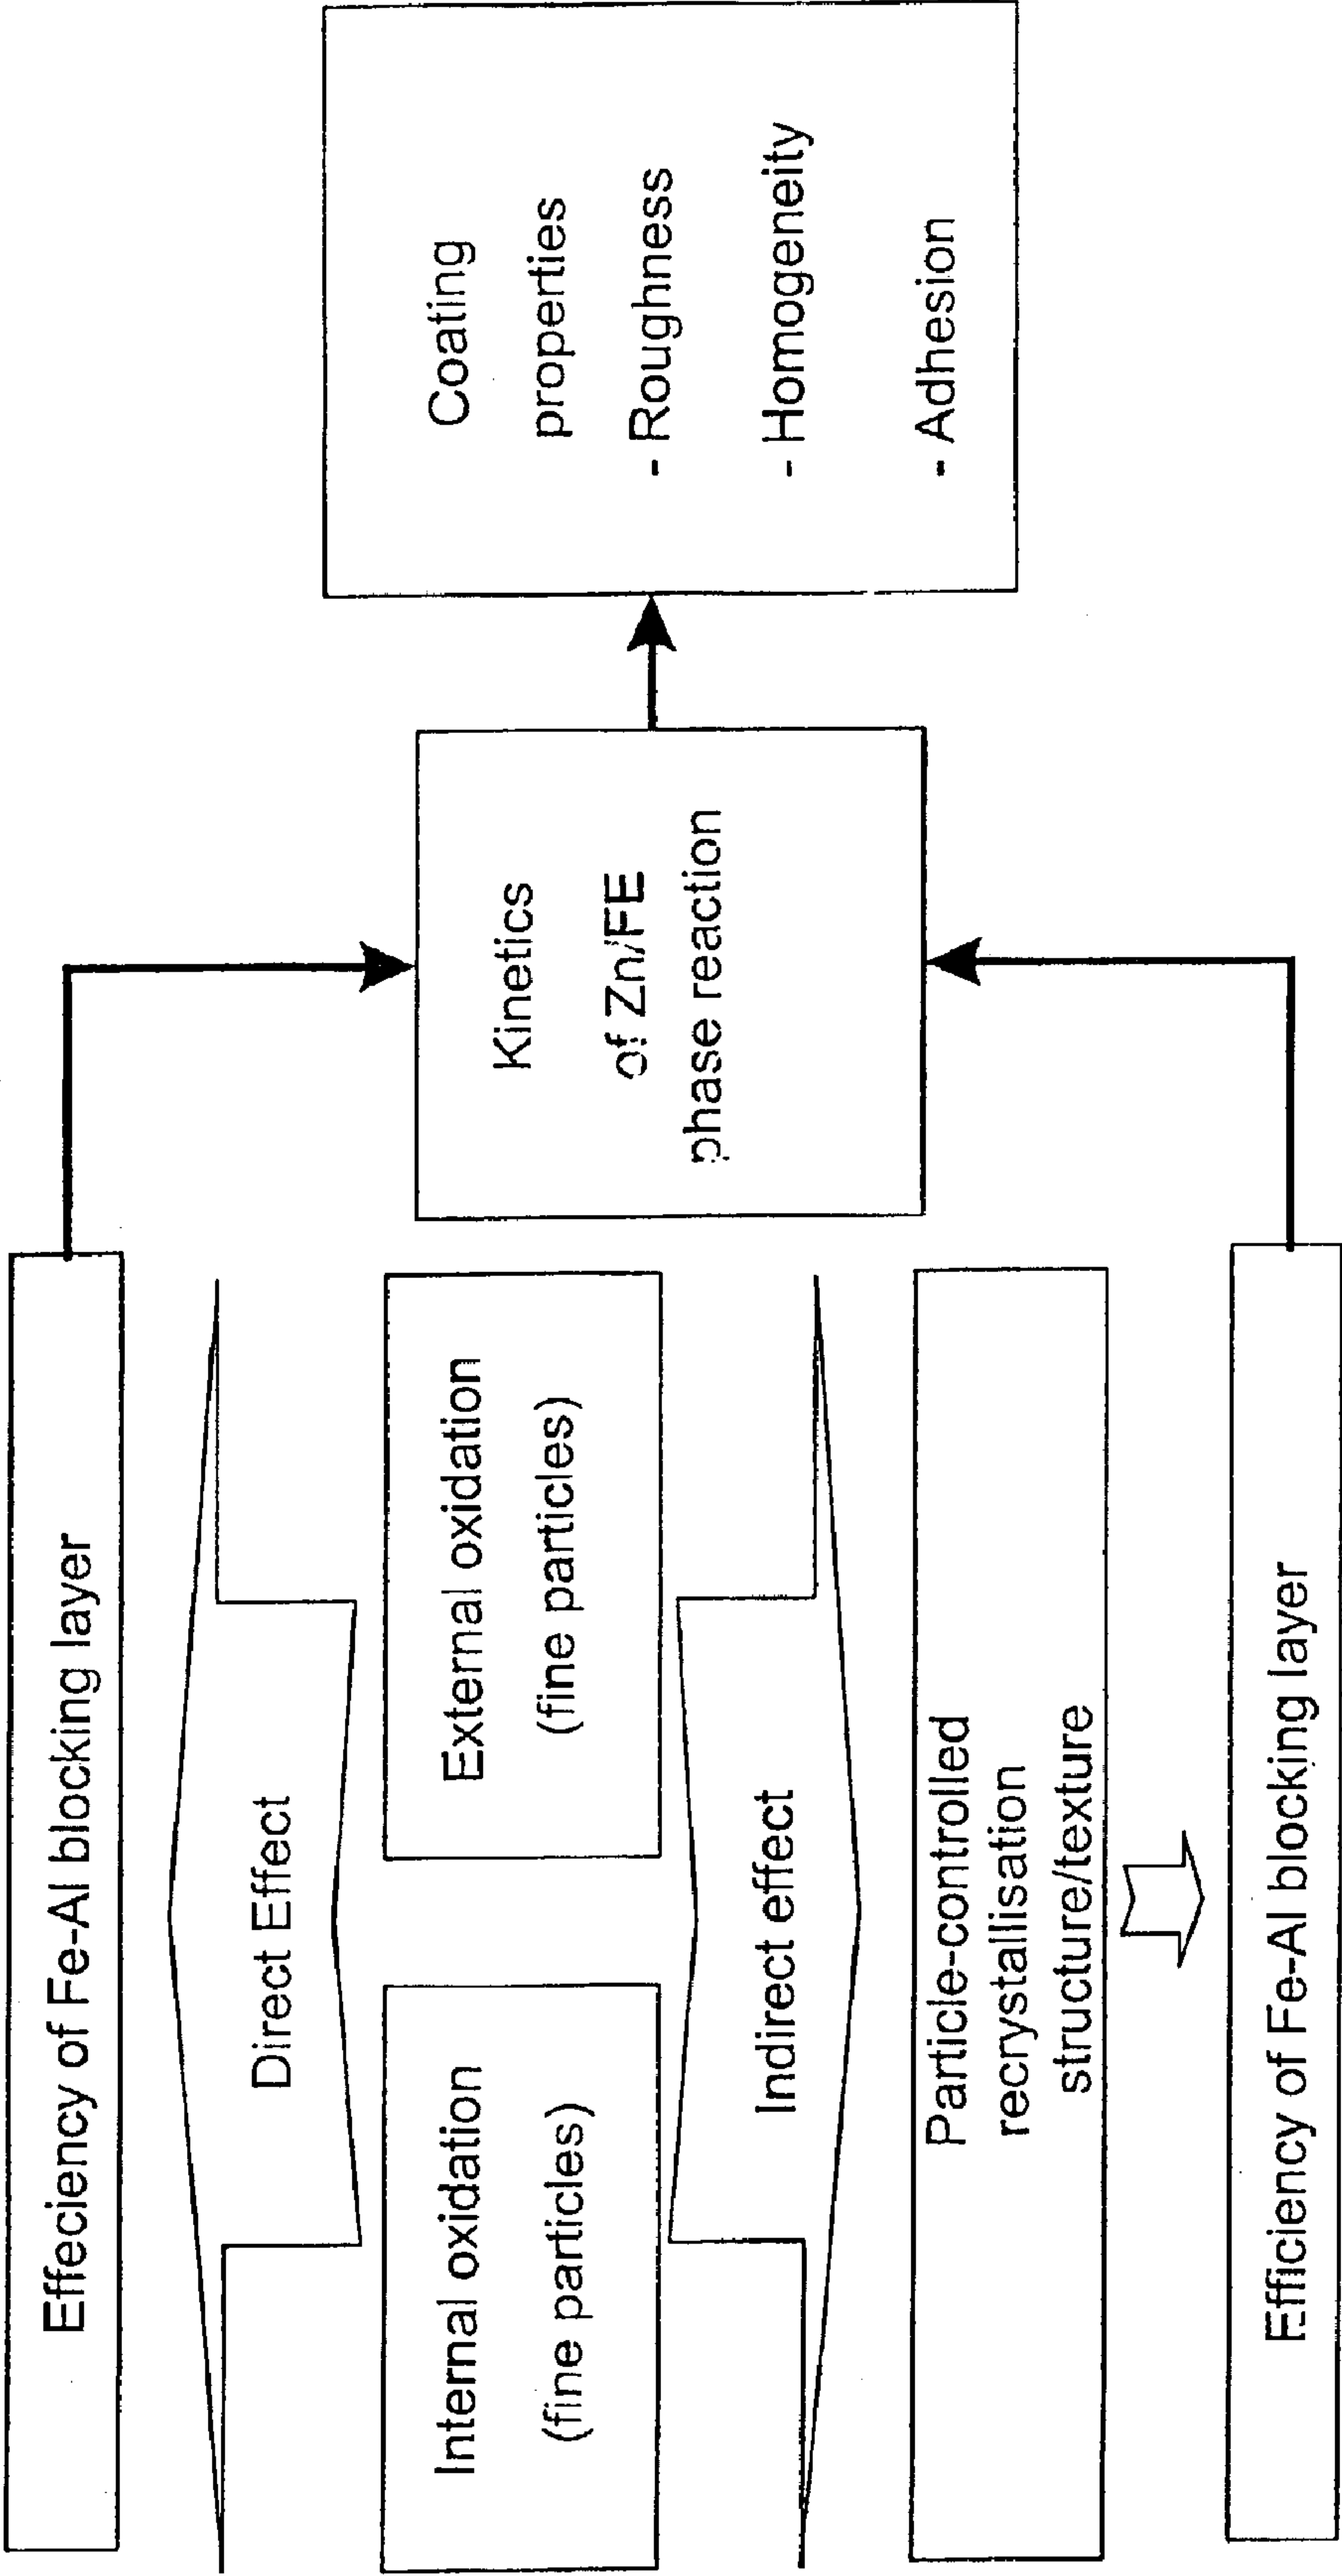 Effeciency of Fe-Al blocking layer
Direct Effect
Internal oxidation
(fine particles)
External oxidation
(fine particles)
Indirect effect
Particle-controlled
recrystallisation
structure/texture
Efficiency of Fe-Al blocking layer
Kinetics
of Zn/FE
phase reaction
Coating
properties
- Roughness
- Homogeneity
- Adhesion